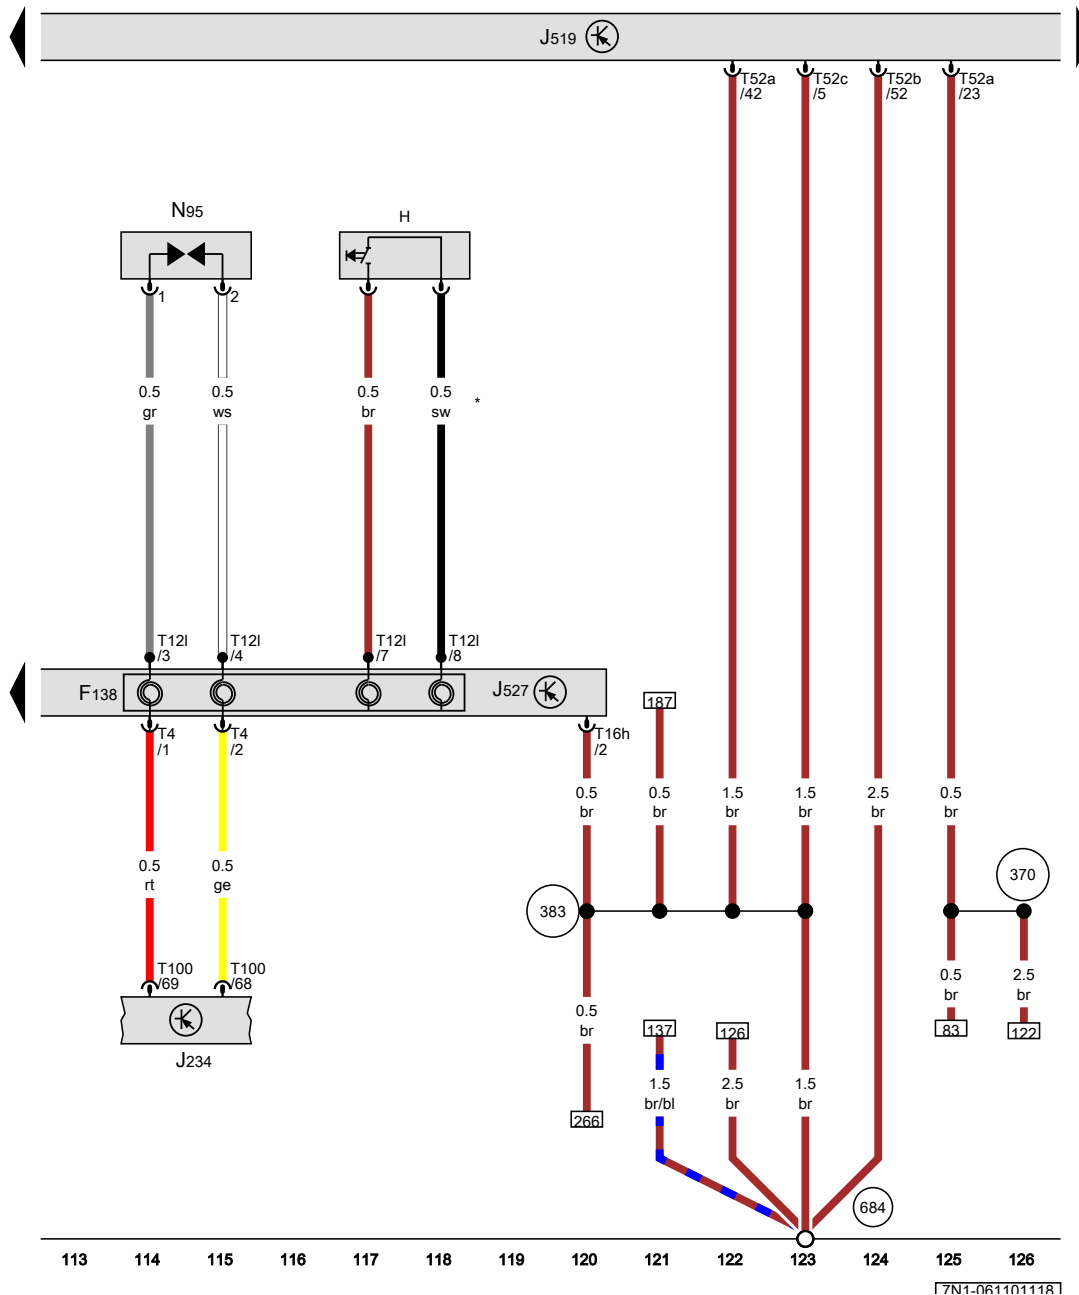 J519
T52a
/42
T52c
/5
T52b
/52
T52a
/23
N95
H
1
2
0.5
gr
0.5
ws
0.5
br
0.5
sw
*
T12l
/3
T12l
/4
T12l
/7
T12l
/8
F138
J527
T4
/1
T4
/2
T16h
/2
187
0.5
br
0.5
br
1.5
br
1.5
br
2.5
br
0.5
br
0.5
rt
0.5
ge
370
383
T100
/69
T100
/68
J234
0.5
br
137
126
0.5
br
2.5
br
83
122
1.5
br/bl
2.5
br
1.5
br
266
684
113 114 115 116 117 118 119 120 121 122 123 124 125 126
7N1-061101118